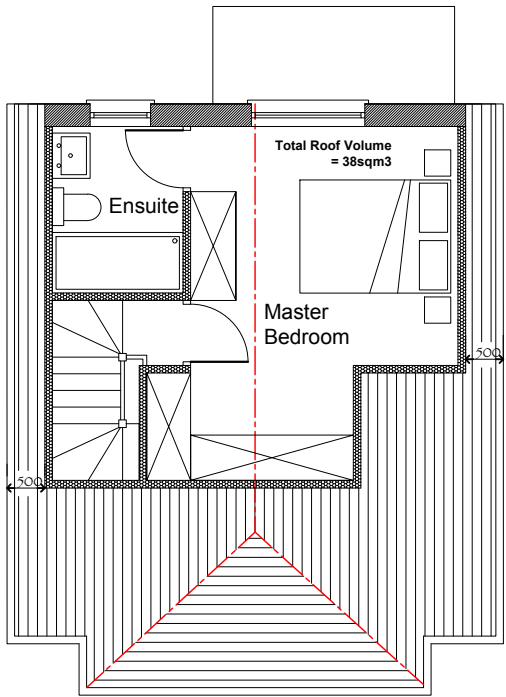 Total Roof Volume
= 38sqm3
Ensuite
Master
Bedroom
500
500